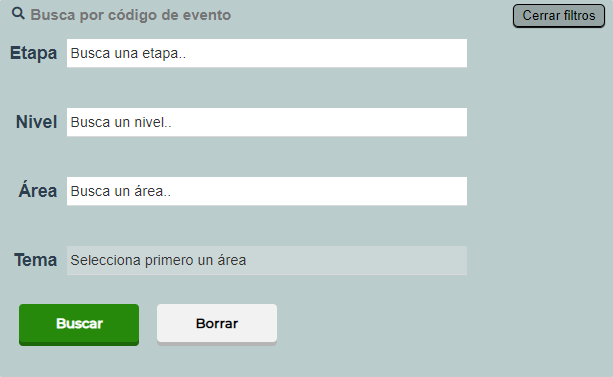 Busca por código de evento
Cerrar filtros
Etapa Busca una etapa..
Nivel Busca un nivel..
Área Busca un área..
Tema Selecciona primero un área
Buscar Borrar